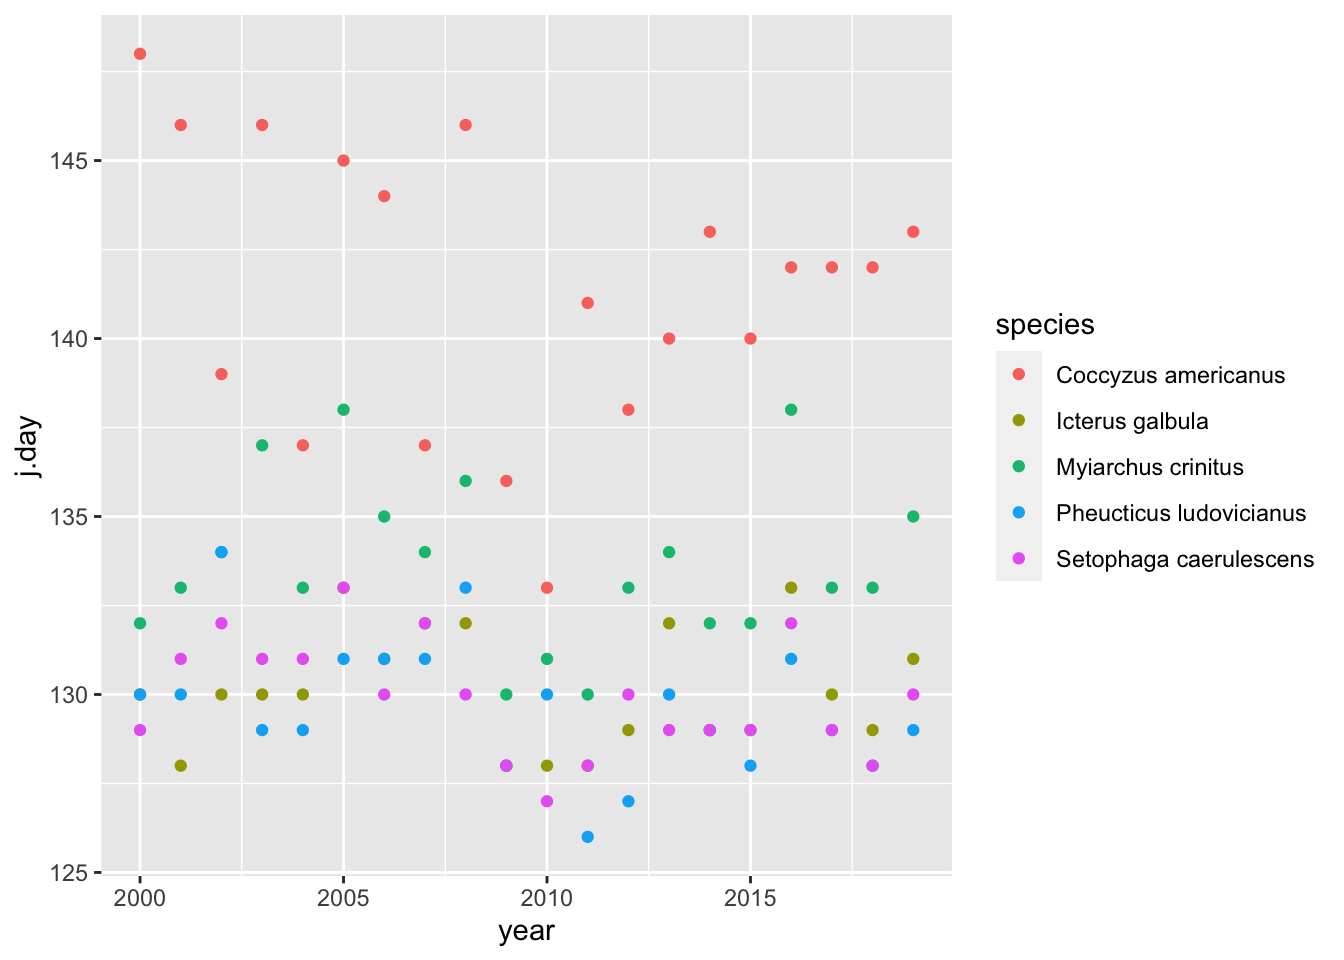 145
140
135
130
125
j.day
2000
2005
2010
2015
year
species
Coccyzus americanus
Icterus galbula
Myiarchus crinitus
Pheucticus ludovicianus
Setophaga caerulescens